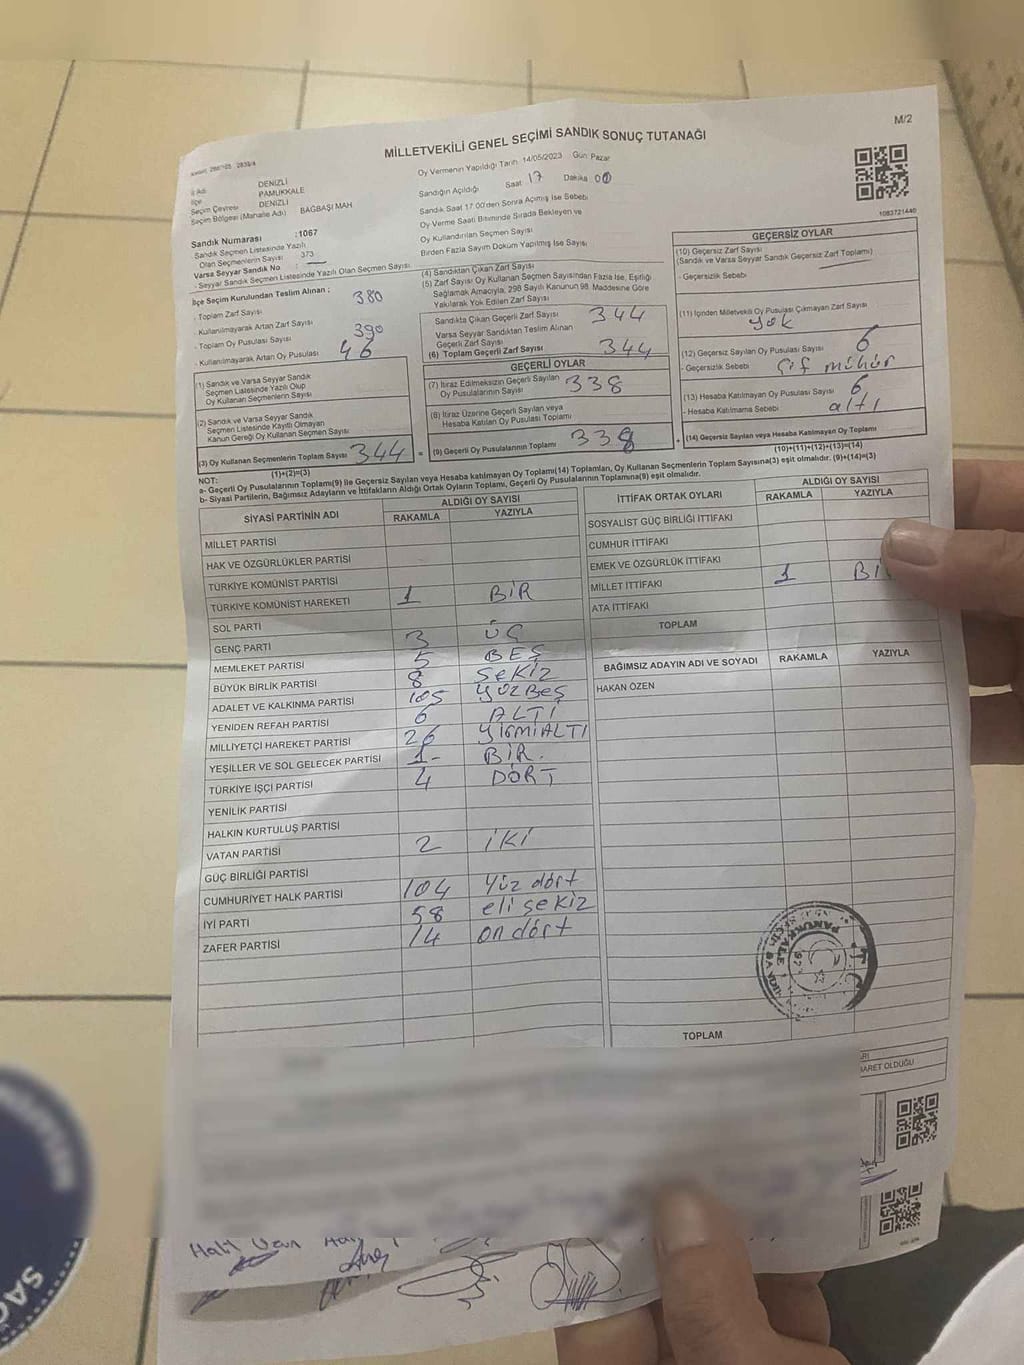 M/2
MİLLETVEKİLİ GENEL SEÇİMİ SANDIK SONUÇ TUTANAĞI
Oy Vermenin Yapıldığı Tarih 14/05/2023 Gün Pazar
İl Adı DENİZLİ
İlçe PAMUKKALE
Seçim Çevresi DENİZLİ
Seçim Bölgesi (Mahalle Adı) BAĞBAŞI MAH
Sandık Numarası :1067
Sandık Seçmen Listesinde Yazılı
Olan Seçmenlerin Sayısı 373
Varsa Seyyar Sandık No :
- Seyyar Sandık Seçmen Listesinde Yazılı Olan Seçmen Sayısı
İlçe Seçim Kurulundan Teslim Alınan ;
- Toplam Zarf Sayısı 380
- Kullanılmayarak Artan Zarf Sayısı
- Toplam Oy Pusulası Sayısı 390
- Kullanılmayarak Artan Oy Pusulası 46
(1) Sandık ve Varsa Seyyar Sandık
Seçmen Listesinde Yazılı Olup
Oy Kullanan Seçmenlerin Sayısı
(2) Sandık ve Varsa Seyyar Sandık
Seçmen Listesinde Kayıtlı Olmayan
Kanun Gereği Oy Kullanan Seçmen Sayısı
(3) Oy Kullanan Seçmenlerin Toplam Sayısı 344
(1)+(2)=(3)
Sandığın Açıldığı Saat 17 Dakika 00
Sandık Saat 17 00'den Sonra Açımış İse Sebebi
Oy Verme Saati Bitiminde Sırada Bekleyen ve
Oy Kullandırılan Seçmen Sayısı
Birden Fazla Sayım Döküm Yapılmış İse Sayısı
(4) Sandıktan Çıkan Zarf Sayısı
(5) Zarf Sayısı Oy Kullanan Seçmen Sayısından Fazla İse, Eşitliği
Sağlamak Amacıyla, 298 Sayılı Kanunun 98. Maddesine Göre
Yakılarak Yok Edilen Zarf Sayısı
Sandıkta Çıkan Geçerli Zarf Sayısı 344
Varsa Seyyar Sandıktan Teslim Alınan
Geçerli Zarf Sayısı
(6) Toplam Geçerli Zarf Sayısı 344
GEÇERLİ OYLAR
(7) İtiraz Edilmeksizin Geçerli Sayılan
Oy Pusulalarının Sayısı 338
(8) İtiraz Üzerine Geçerli Sayılan veya
Hesaba Katılan Oy Pusulası Toplamı
= (9) Geçerli Oy Pusulalarının Toplamı 338 +
1083721440
GEÇERSİZ OYLAR
(10) Geçersiz Zarf Sayısı
(Sandık ve Varsa Seyyar Sandık Geçersiz Zarf Toplamı)
- Geçersizlik Sebebi
(11) İçinden Milletvekili Oy Pusulası Çıkmayan Zarf Sayısı
yok
(12) Geçersiz Sayılan Oy Pusulası Sayısı 6
- Geçersizlik Sebebi Çif mühür
(13) Hesaba Katılmayan Oy Pusulası Sayısı 6
- Hesaba Katılmama Sebebi altı
(14) Geçersiz Sayılan veya Hesaba Katılmayan Oy Toplamı
(10)+(11)+(12)+(13)=(14)
NOT:
a- Geçerli Oy Pusulalarının Toplamı(9) ile Geçersiz Sayılan veya Hesaba katılmayan Oy Toplamı(14) Toplamları, Oy Kullanan Seçmenlerin Toplam Sayısına(3) eşit olmalıdır. (9)+(14)=(3)
b- Siyasi Partilerin, Bağımsız Adayların ve İttifakların Aldığı Ortak Oyların Toplamı, Geçerli Oy Pusulalarının Toplamına(9) eşit olmalıdır.
SİYASİ PARTİNİN ADI ALDIĞI OY SAYISI
RAKAMLA YAZIYLA
MİLLET PARTİSİ
HAK VE ÖZGÜRLÜKLER PARTİSİ
TÜRKİYE KOMÜNİST PARTİSİ
TÜRKİYE KOMÜNİST HAREKETİ 1 BİR
SOL PARTİ
GENÇ PARTİ 3 ÜÇ
MEMLEKET PARTİSİ 5 BEŞ
BÜYÜK BİRLİK PARTİSİ 8 SEKİZ
ADALET VE KALKINMA PARTİSİ 105 YÜZBEŞ
YENİDEN REFAH PARTİSİ 6 ALTI
MİLLİYETÇİ HAREKET PARTİSİ 26 YİRMİALTI
YEŞİLLER VE SOL GELECEK PARTİSİ 1- BİR.
TÜRKİYE İŞÇİ PARTİSİ 4 DÖRT
YENİLİK PARTİSİ
HALKIN KURTULUŞ PARTİSİ
VATAN PARTİSİ 2 İKİ
GÜÇ BİRLİĞİ PARTİSİ
CUMHURİYET HALK PARTİSİ 104 Yüz dört
İYİ PARTİ 58 eli sekiz
ZAFER PARTİSİ 14 on dört
İTTİFAK ORTAK OYLARI ALDIĞI OY SAYISI
RAKAMLA YAZIYLA
SOSYALİST GÜÇ BİRLİĞİ İTTİFAKI
CUMHUR İTTİFAKI
EMEK VE ÖZGÜRLÜK İTTİFAKI
MİLLET İTTİFAKI 1
ATA İTTİFAKI
TOPLAM
BAĞIMSIZ ADAYIN ADI VE SOYADI RAKAMLA YAZIYLA
HAKAN ÖZEN
TOPLAM
PAMUKKALE
T.C.
Halil Uzun